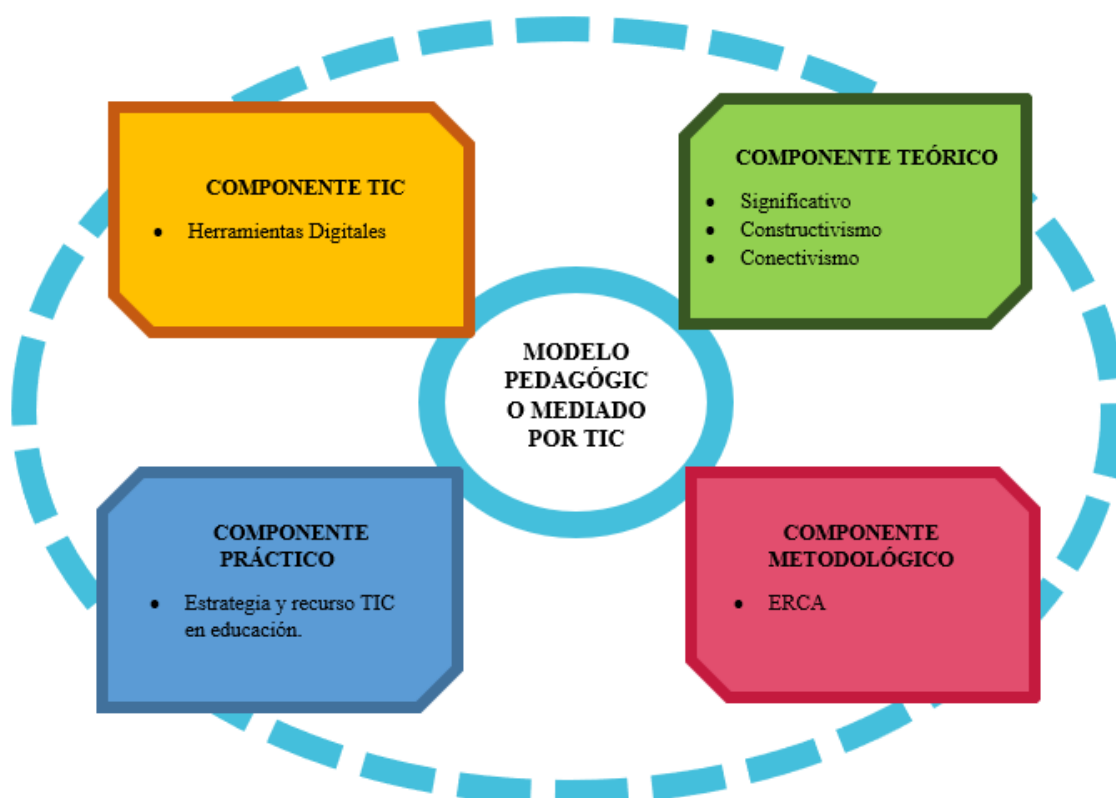 COMPONENTE TIC
• Herramientas Digitales
COMPONENTE TEÓRICO
• Significativo
• Constructivismo
• Conectivismo
MODELO
PEDAGÓGIC
O MEDIADO
POR TIC
COMPONENTE
PRÁCTICO
• Estrategia y recurso TIC
en educación.
COMPONENTE
METODOLÓGICO
• ERCA